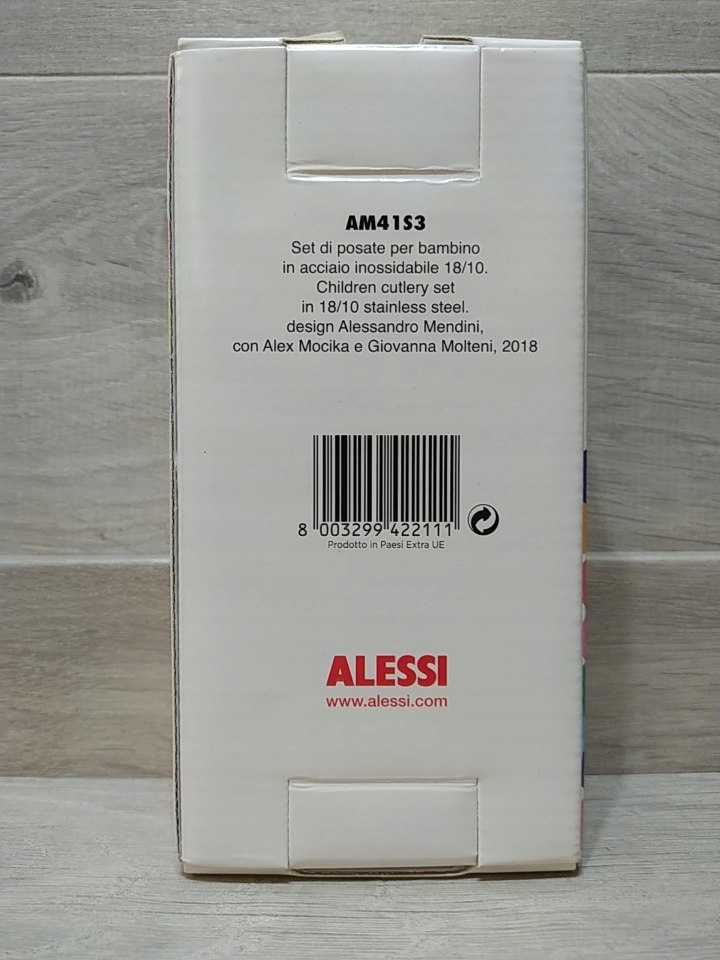 AM41S3
Set di posate per bambino
in acciaio inossidabile 18/10.
Children cutlery set
in 18/10 stainless steel.
design Alessandro Mendini,
con Alex Mocika e Giovanna Molteni, 2018
8 003299 422111
Prodotto in Paesi Extra UE
ALESSI
www.alessi.com